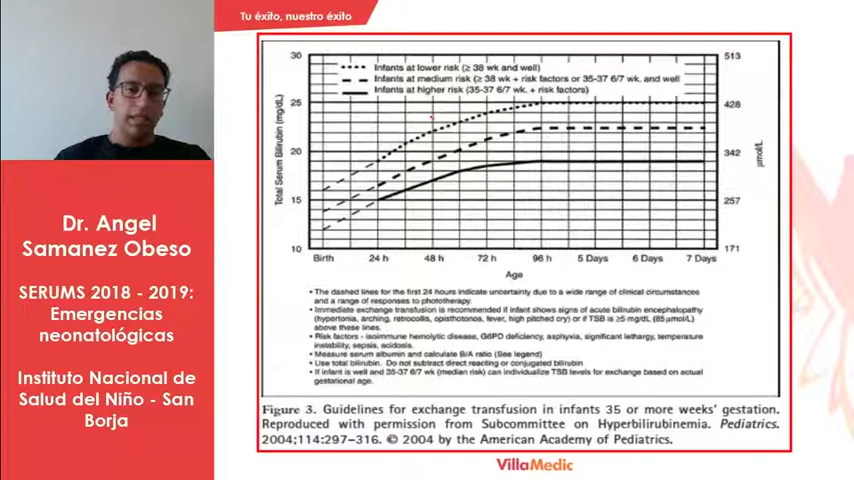 Tu éxito, nuestro éxito
Dr. Angel
Samanez Obeso
SERUMS 2018 - 2019:
Emergencias
neonatológicas
Instituto Nacional de
Salud del Niño - San
Borja
30
25
20
15
10
Total Serum Bilirubin (mg/dL)
Infants at lower risk (≥ 38 wk and well)
Infants at medium risk (≥ 38 wk + risk factors or 35-37 6/7 wk. and well
Infants at higher risk (35-37 6/7 wk. + risk factors)
513
428
342
257
171
µmol/L
Birth 24 h 48 h 72 h 96 h 5 Days 6 Days 7 Days
Age
• The dashed lines for the first 24 hours indicate uncertainty due to a wide range of clinical circumstances
and a range of responses to phototherapy.
• Immediate exchange transfusion is recommended if infant shows signs of acute bilirubin encephalopathy
(hypertonia, arching, retrocollis, opisthotonos, fever, high pitched cry) or if TSB is ≥5 mg/dL (85 µmol/L)
above these lines.
• Risk factors - isoimmune hemolytic disease, G6PD deficiency, asphyxia, significant lethargy, temperature
instability, sepsis, acidosis.
• Measure serum albumin and calculate B/A ratio (See legend)
• Use total bilirubin. Do not subtract direct reacting or conjugated bilirubin
• If infant is well and 35-37 6/7 wk (median risk) can individualize TSB levels for exchange based on actual
gestational age.
Figure 3. Guidelines for exchange transfusion in infants 35 or more weeks' gestation.
Reproduced with permission from Subcommittee on Hyperbilirubinemia. Pediatrics.
2004;114:297–316. © 2004 by the American Academy of Pediatrics.
VillaMedic